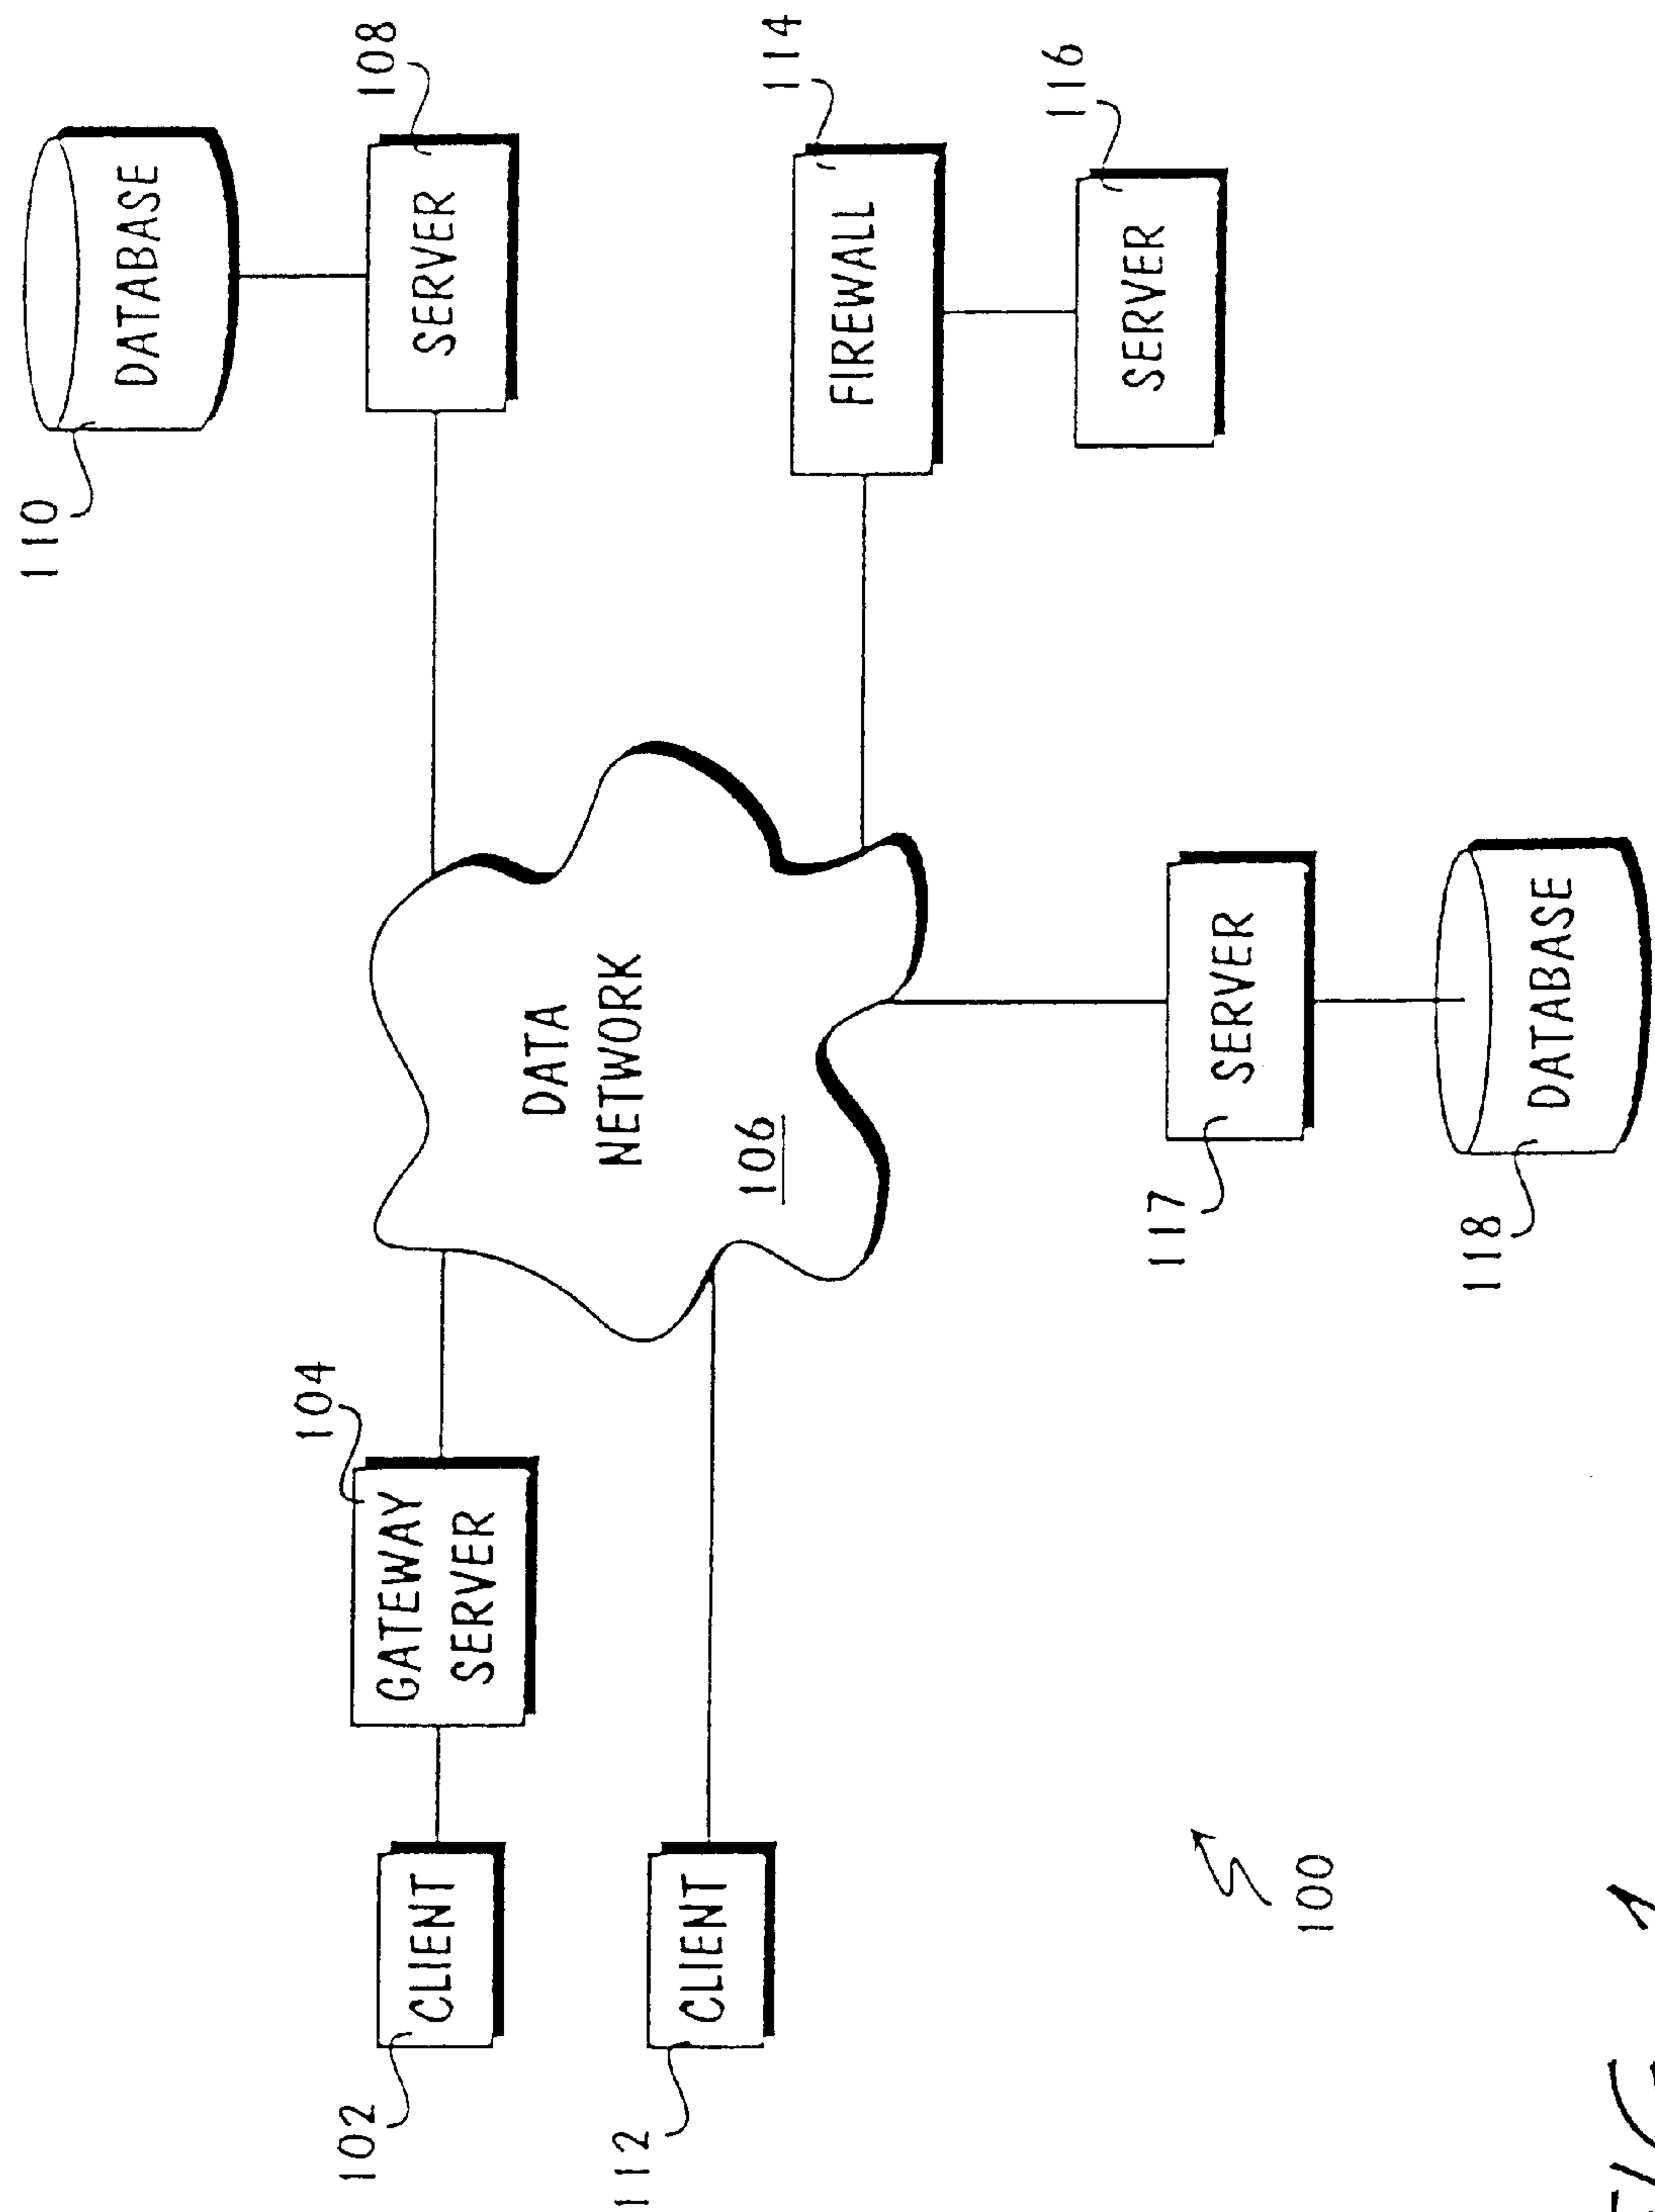 110
DATABASE
108
SERVER
104
GATEWAY
SERVER
102
CLIENT
DATA
NETWORK
106
112
CLIENT
114
FIREWALL
116
SERVER
117
SERVER
118
DATABASE
100